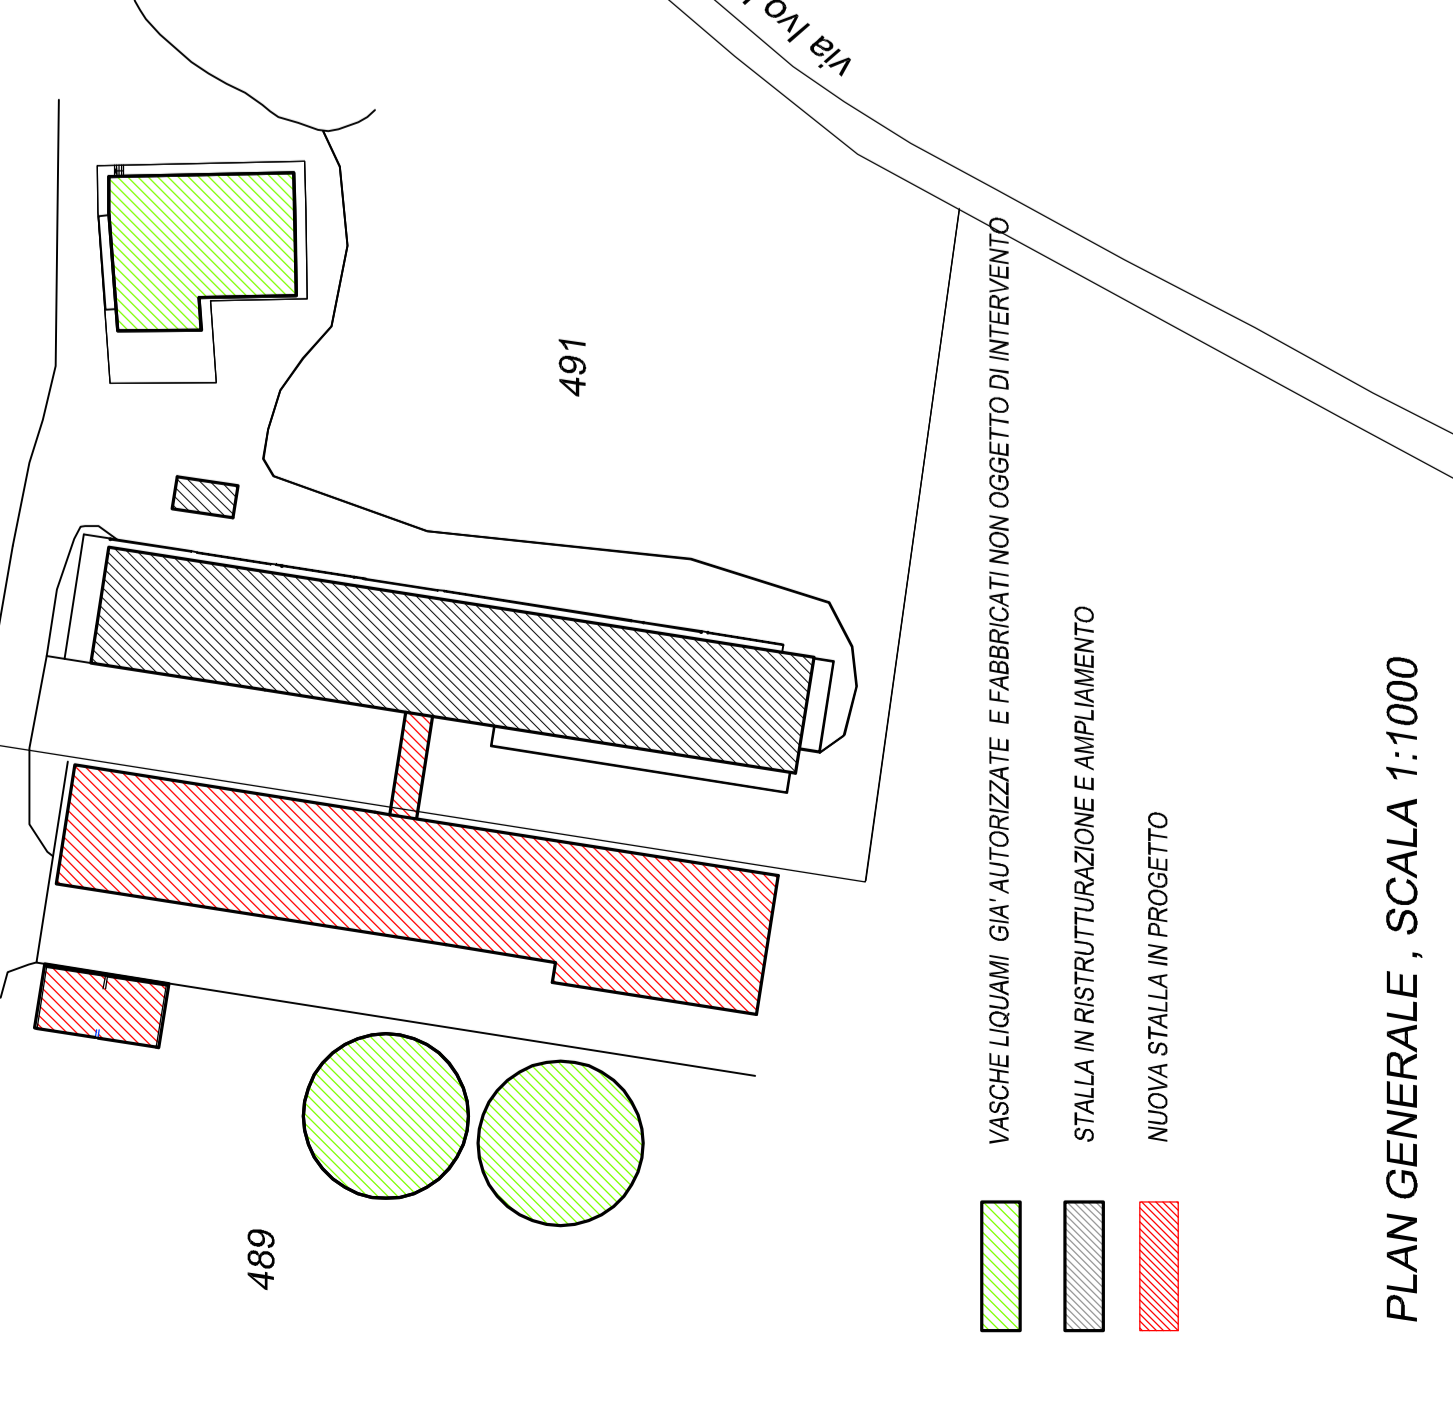 via Ivo
491
489
VASCHE LIQUAMI  GIA' AUTORIZZATE  E FABBRICATI NON OGGETTO DI INTERVENTO
STALLA IN RISTRUTTURAZIONE E AMPLIAMENTO
NUOVA STALLA IN PROGETTO
PLAN GENERALE , SCALA 1:1000